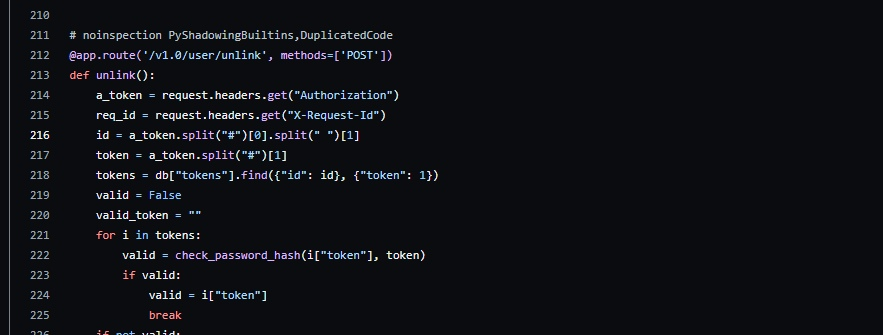 210
211 # noinspection PyShadowingBuiltins,DuplicatedCode
212 @app.route('/v1.0/user/unlink', methods=['POST'])
213 def unlink():
214     a_token = request.headers.get("Authorization")
215     req_id = request.headers.get("X-Request-Id")
216     id = a_token.split("#")[0].split(" ")[1]
217     token = a_token.split("#")[1]
218     tokens = db["tokens"].find({"id": id}, {"token": 1})
219     valid = False
220     valid_token = ""
221     for i in tokens:
222         valid = check_password_hash(i["token"], token)
223         if valid:
224             valid = i["token"]
225             break
226     if not valid: